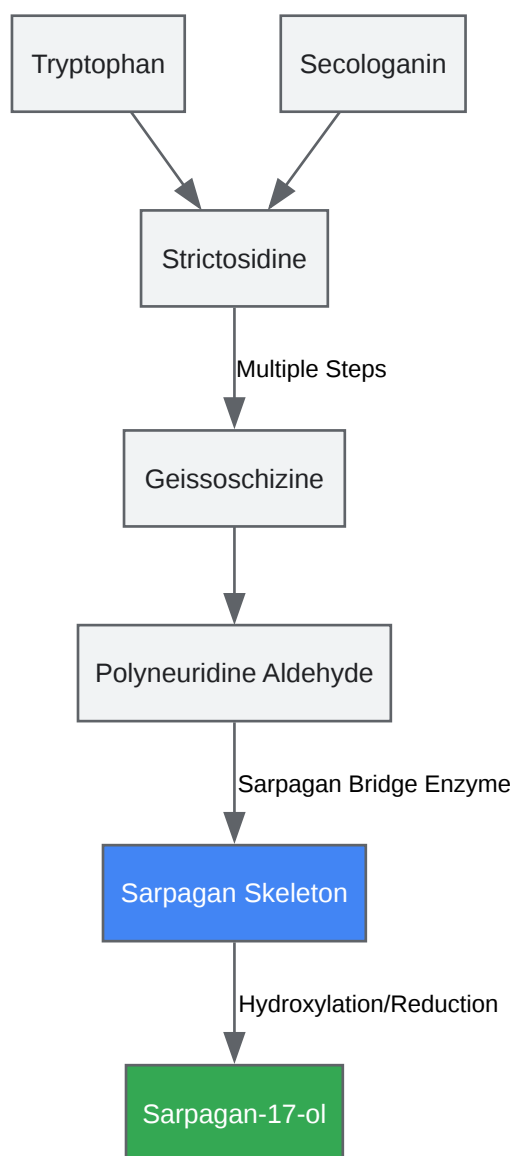 Tryptophan
Secologanin
Strictosidine
Multiple Steps
Geissoschizine
Polyneuridine Aldehyde
Sarpagan Bridge Enzyme
Sarpagan Skeleton
Hydroxylation/Reduction
Sarpagan-17-ol